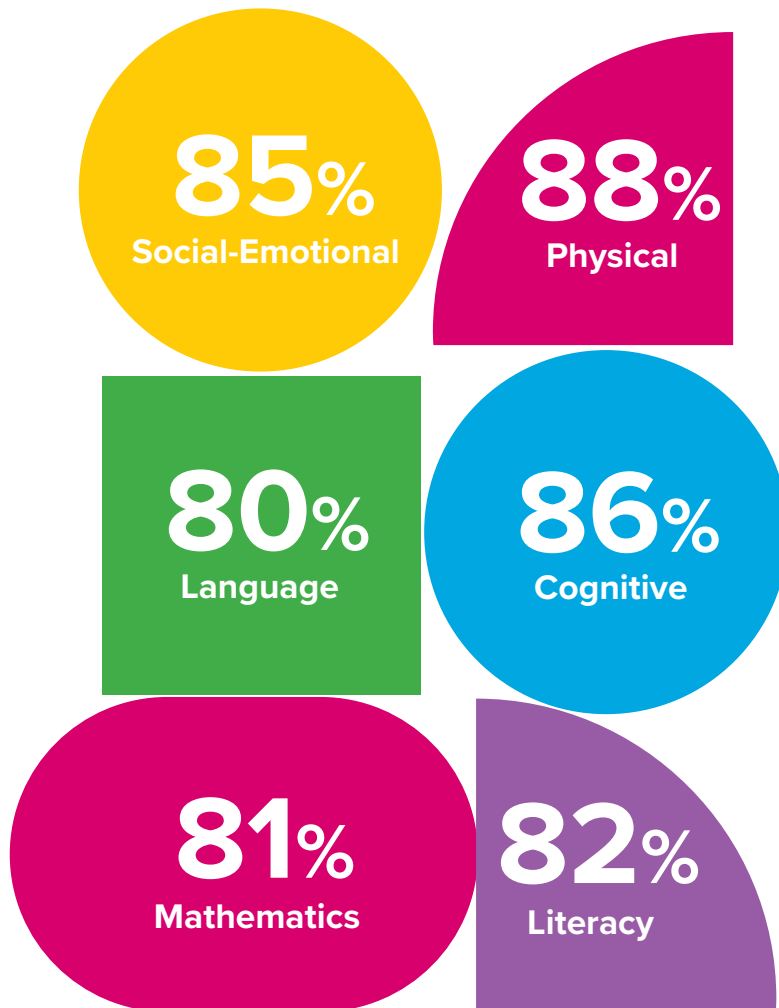 85%
Social-Emotional
88%
Physical
80%
Language
86%
Cognitive
81%
Mathematics
82%
Literacy